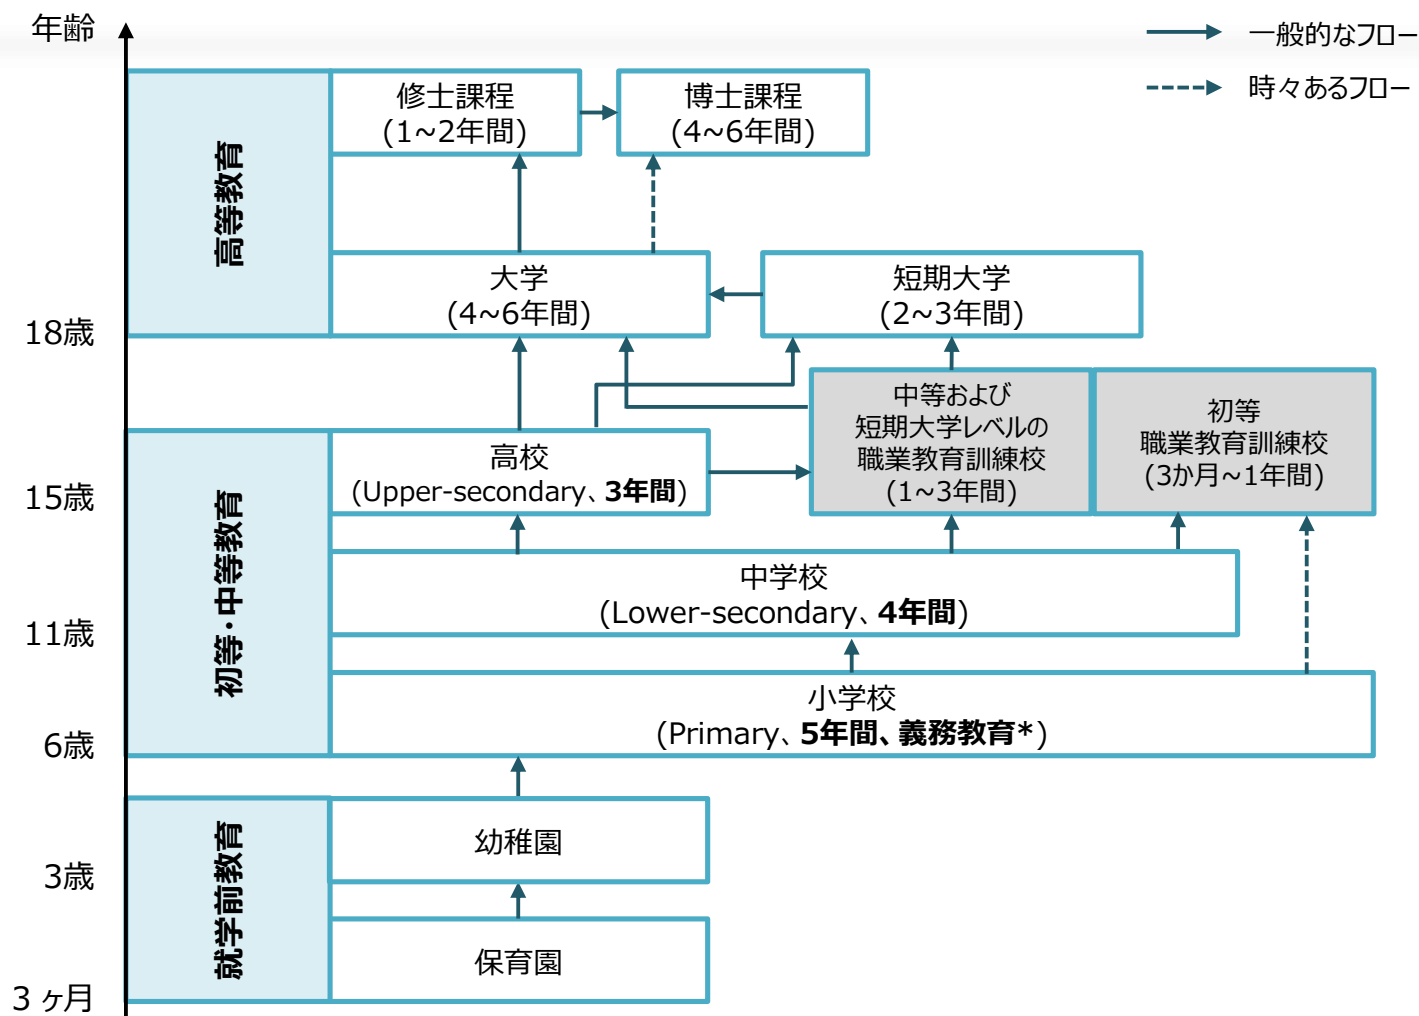 年齢
一般的なフロー
時々あるフロー
高等教育
修士課程
(1~2年間)
博士課程
(4~6年間)
大学
(4~6年間)
短期大学
(2~3年間)
18歳
中等および
短期大学レベルの
職業教育訓練校
(1~3年間)
初等
職業教育訓練校
(3か月~1年間)
初等・中等教育
高校
(Upper-secondary、3年間)
15歳
中学校
(Lower-secondary、4年間)
11歳
小学校
(Primary、5年間、義務教育*)
6歳
就学前教育
幼稚園
3歳
保育園
3 ヶ月